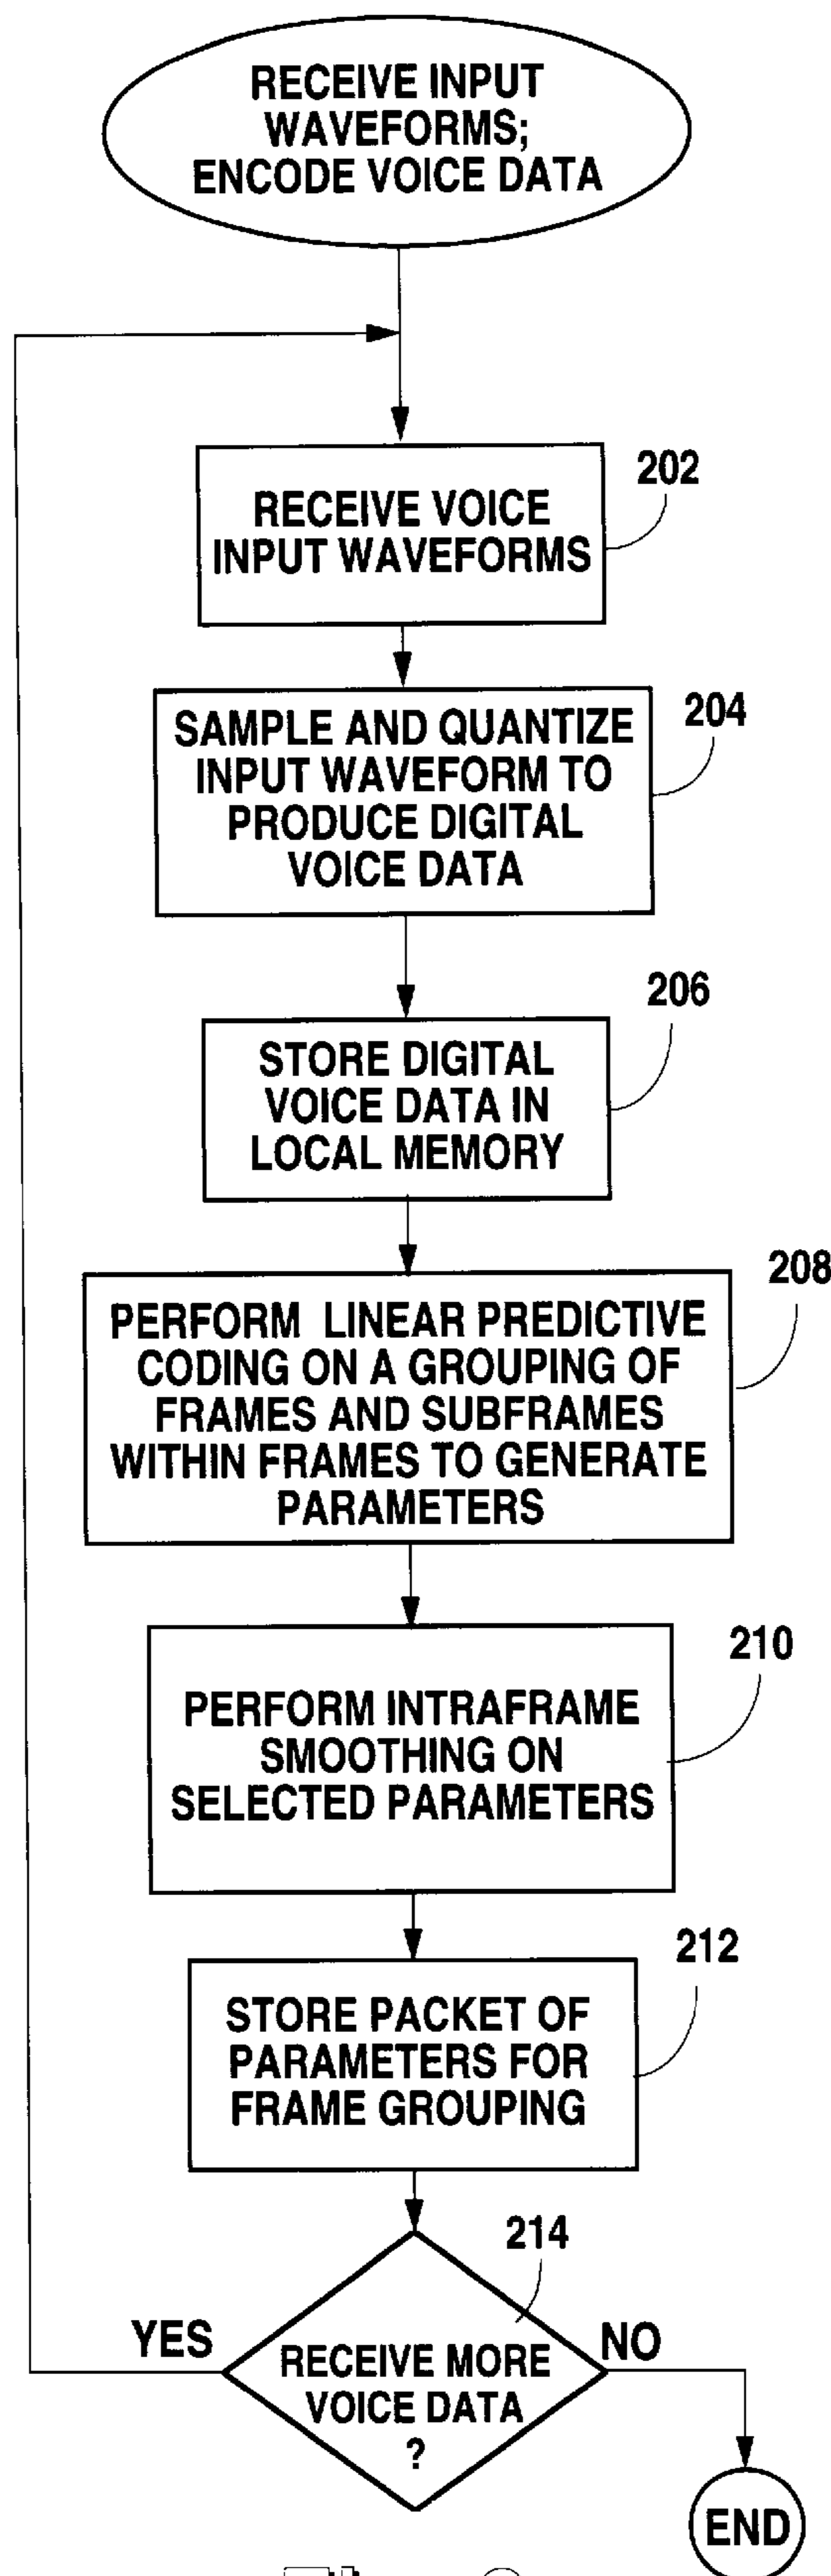 RECEIVE INPUT
WAVEFORMS;
ENCODE VOICE DATA
202
RECEIVE VOICE
INPUT WAVEFORMS
204
SAMPLE AND QUANTIZE
INPUT WAVEFORM TO
PRODUCE DIGITAL
VOICE DATA
206
STORE DIGITAL
VOICE DATA IN
LOCAL MEMORY
208
PERFORM LINEAR PREDICTIVE
CODING ON A GROUPING OF
FRAMES AND SUBFRAMES
WITHIN FRAMES TO GENERATE
PARAMETERS
210
PERFORM INTRAFRAME
SMOOTHING ON
SELECTED PARAMETERS
212
STORE PACKET OF
PARAMETERS FOR
FRAME GROUPING
214
YES
NO
RECEIVE MORE
VOICE DATA
?
END